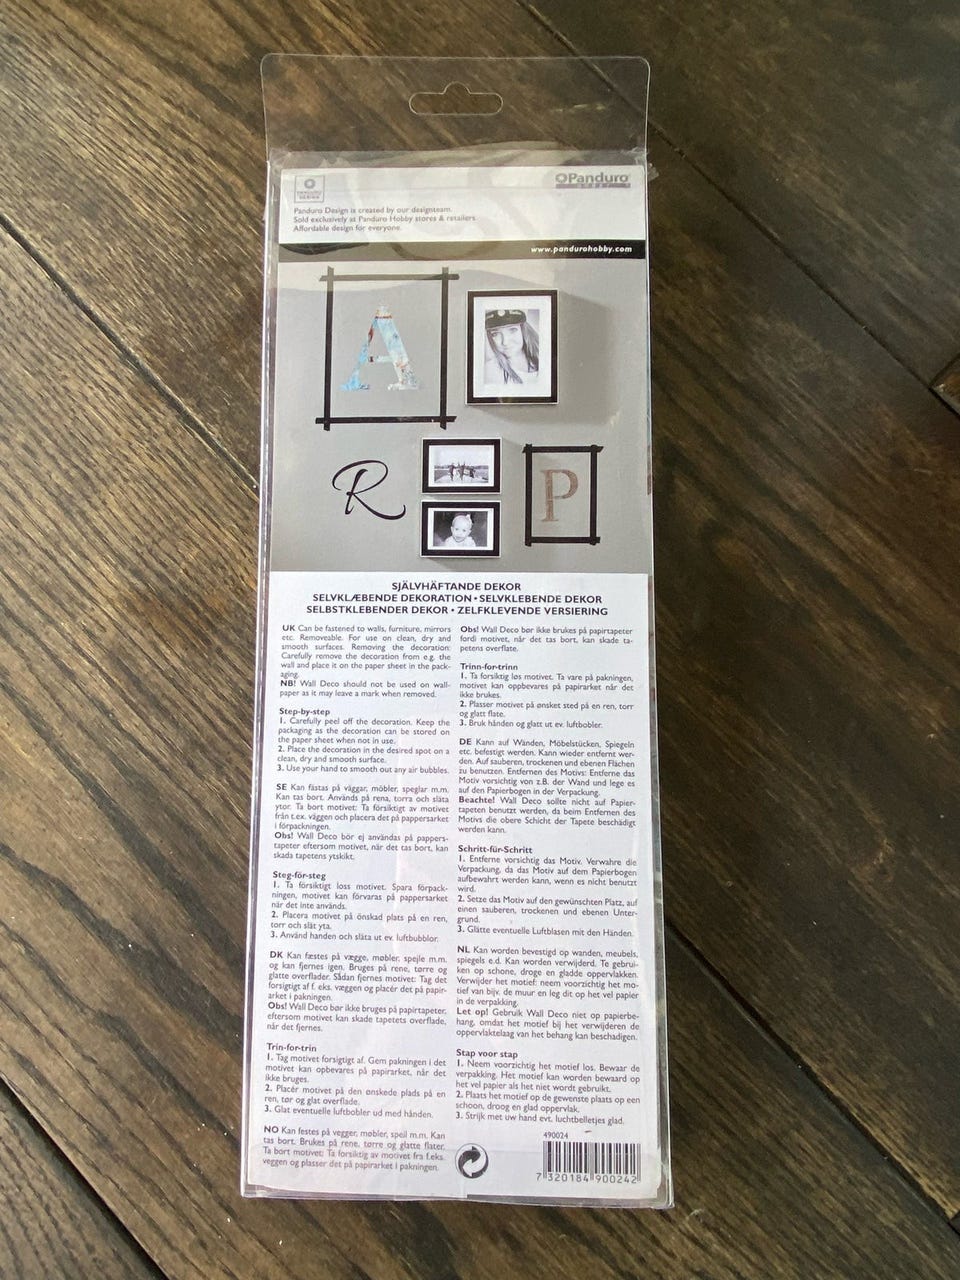 PANDURO
DESIGN
Panduro
HOBBY
Panduro Design is created by our designteam.
Sold exclusively at Panduro Hobby stores & retailers.
Affordable design for everyone.
www.pandurohobby.com
A
R
P
SJÄLVHÄFTANDE DEKOR
SELVKLÆBENDE DEKORATION • SELVKLEBENDE DEKOR
SELBSTKLEBENDER DEKOR • ZELFKLEVENDE VERSIERING
UK Can be fastened to walls, furniture, mirrors
etc. Removeable. For use on clean, dry and
smooth surfaces. Removing the decoration:
Carefully remove the decoration from e.g. the
wall and place it on the paper sheet in the pack-
aging.
NB! Wall Deco should not be used on wall-
paper as it may leave a mark when removed.
Step-by-step
1. Carefully peel off the decoration. Keep the
packaging as the decoration can be stored on
the paper sheet when not in use.
2. Place the decoration in the desired spot on a
clean, dry and smooth surface.
3. Use your hand to smooth out any air bubbles.
SE Kan fästas på väggar, möbler, speglar m.m.
Kan tas bort. Används på rena, torra och släta
ytor. Ta bort motivet: Ta försiktigt av motivet
från t.ex. väggen och placera det på pappersarket
i förpackningen.
Obs! Wall Deco bör ej användas på pappers-
tapeter eftersom motivet, när det tas bort, kan
skada tapetens ytskikt.
Steg-för-steg
1. Ta försiktigt loss motivet. Spara förpack-
ningen, motivet kan förvaras på pappersarket
när det inte används.
2. Placera motivet på önskad plats på en ren,
torr och slät yta.
3. Använd handen och släta ut ev. luftbubblor.
DK Kan fæstes på vægge, møbler, spejle m.m.
og kan fjernes igen. Bruges på rene, tørre og
glatte overflader. Sådan fjernes motivet: Tag det
forsigtigt af f. eks. væggen og placér det på papir-
arket i pakningen.
Obs! Wall Deco bør ikke bruges på papirtapeter,
eftersom motivet kan skade tapetets overflade,
når det fjernes.
Trin-for-trin
1. Tag motivet forsigtigt af. Gem pakningen i det
motivet kan opbevares på papirarket, når det
ikke bruges.
2. Placér motivet på den ønskede plads på en
ren, tør og glat overflade.
3. Glat eventuelle luftbobler ud med hånden.
NO Kan festes på vegger, møbler, speil m.m. Kan
tas bort. Brukes på rene, tørre og glatte flater.
Ta bort motivet: Ta forsiktig av motivet fra f.eks.
veggen og plasser det på papirarket i pakningen.
Obs! Wall Deco bør ikke brukes på papirtapeter
fordi motivet, når det tas bort, kan skade ta-
petens overflate.
Trinn-for-trinn
1. Ta forsiktig løs motivet. Ta vare på pakningen,
motivet kan oppbevares på papirarket når det
ikke brukes.
2. Plasser motivet på ønsket sted på en ren, torr
og glatt flate.
3. Bruk hånden og glatt ut ev. luftbobler.
DE Kann auf Wänden, Möbelstücken, Spiegeln
etc. befestigt werden. Kann wieder entfernt wer-
den. Auf sauberen, trockenen und ebenen Flächen
zu benutzen. Entfernen des Motivs: Entferne das
Motiv vorsichtig von z.B. der Wand und lege es
auf den Papierbogen in der Verpackung.
Beachte! Wall Deco sollte nicht auf Papier-
tapeten benutzt werden, da beim Entfernen des
Motivs die obere Schicht der Tapete beschädigt
werden kann.
Schritt-für-Schritt
1. Entferne vorsichtig das Motiv. Verwahre die
Verpackung, da das Motiv auf dem Papierbogen
aufbewahrt werden kann, wenn es nicht benutzt
wird.
2. Setze das Motiv auf den gewünschten Platz, auf
einen sauberen, trockenen und ebenen Unter-
grund.
3. Glätte eventuelle Luftblasen mit den Händen.
NL Kan worden bevestigd op wanden, meubels,
spiegels e.d. Kan worden verwijderd. Te gebrui-
ken op schone, droge en gladde oppervlakken.
Verwijder het motief: neem voorzichtig het mo-
tief van bijv. de muur en leg dit op het vel papier
in de verpakking.
Let op! Gebruik Wall Deco niet op papierbe-
hang, omdat het motief bij het verwijderen de
oppervlaktelaag van het behang kan beschadigen.
Stap voor stap
1. Neem voorzichtig het motief los. Bewaar de
verpakking. Het motief kan worden bewaard op
het vel papier als het niet wordt gebruikt.
2. Plaats het motief op de gewenste plaats op een
schoon, droog en glad oppervlak.
3. Strijk met uw hand evt. luchtbelletjes glad.
490024
7 320184 900242